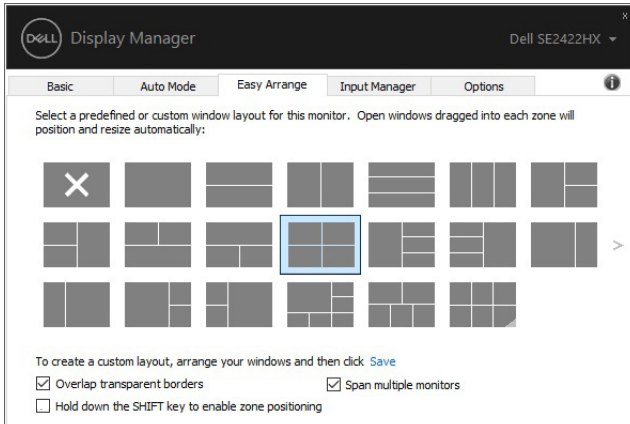 DELL Display Manager
Dell SE2422HX
Basic Auto Mode Easy Arrange Input Manager Options
Select a predefined or custom window layout for this monitor. Open windows dragged into each zone will
position and resize automatically:
To create a custom layout, arrange your windows and then click Save
Overlap transparent borders
Span multiple monitors
Hold down the SHIFT key to enable zone positioning